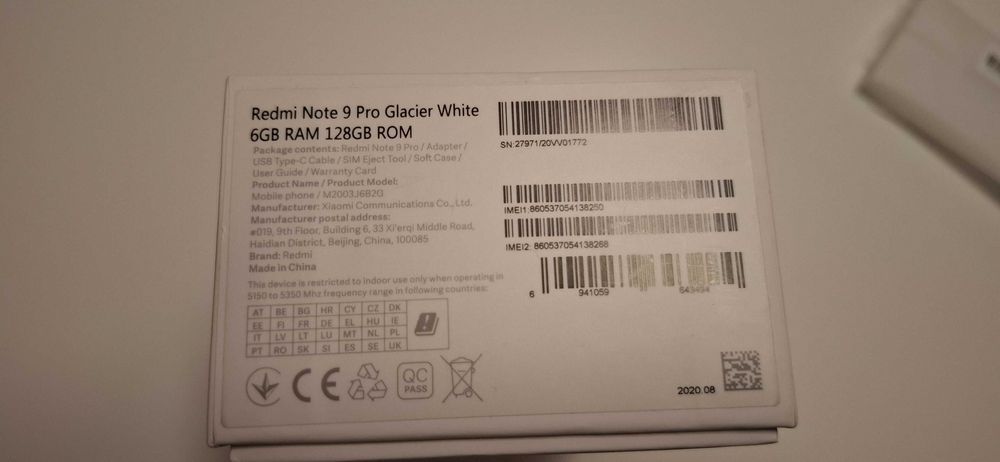 Redmi Note 9 Pro Glacier White
6GB RAM 128GB ROM
Package contents: Redmi Note 9 Pro / Adapter /
USB Type-C Cable / SIM Eject Tool / Soft Case /
User Guide / Warranty Card
Product Name / Product Model:
Mobile phone / M2003J6B2G
Manufacturer: Xiaomi Communications Co., Ltd.
Manufacturer postal address:
#019, 9th Floor, Building 6, 33 Xi'erqi Middle Road,
Haidian District, Beijing, China, 100085
Brand: Redmi
Made in China
This device is restricted to indoor use only when operating in
5150 to 5350 Mhz frequency range in following countries:
AT BE BG HR CY CZ DK
EE FI FR DE EL HU IE
IT LV LT LU MT NL PL
PT RO SK SI ES SE UK
CE
QC
PASS
SN:27971/20VV01772
IMEI1:860537054138250
IMEI2: 860537054138268
6 941059 643494
2020.08